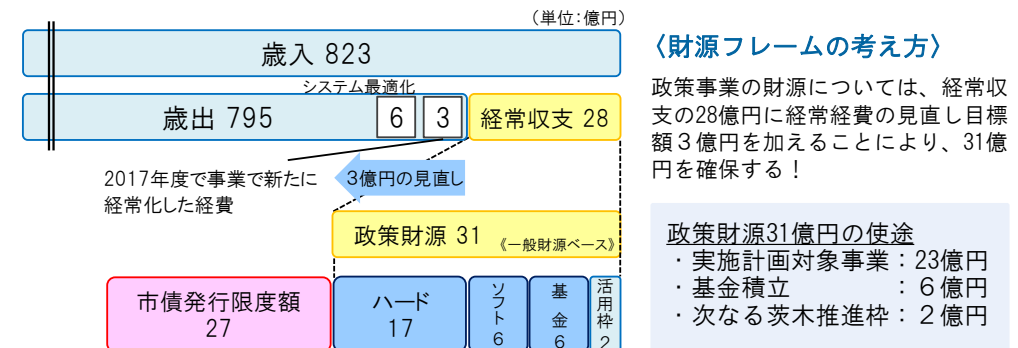 （単位：億円）
歳入 823
システム最適化
歳出 795
6
3
経常収支 28
2017年度で事業で新たに
経常化した経費
3億円の見直し
政策財源 31 《一般財源ベース》
市債発行限度額
27
ハード
17
ソフト6
基金6
活用枠2
〈財源フレームの考え方〉
政策事業の財源については、経常収
支の28億円に経常経費の見直し目標
額３億円を加えることにより、31億
円を確保する！
政策財源31億円の使途
・実施計画対象事業：23億円
・基金積立　　　　：６億円
・次なる茨木推進枠：２億円